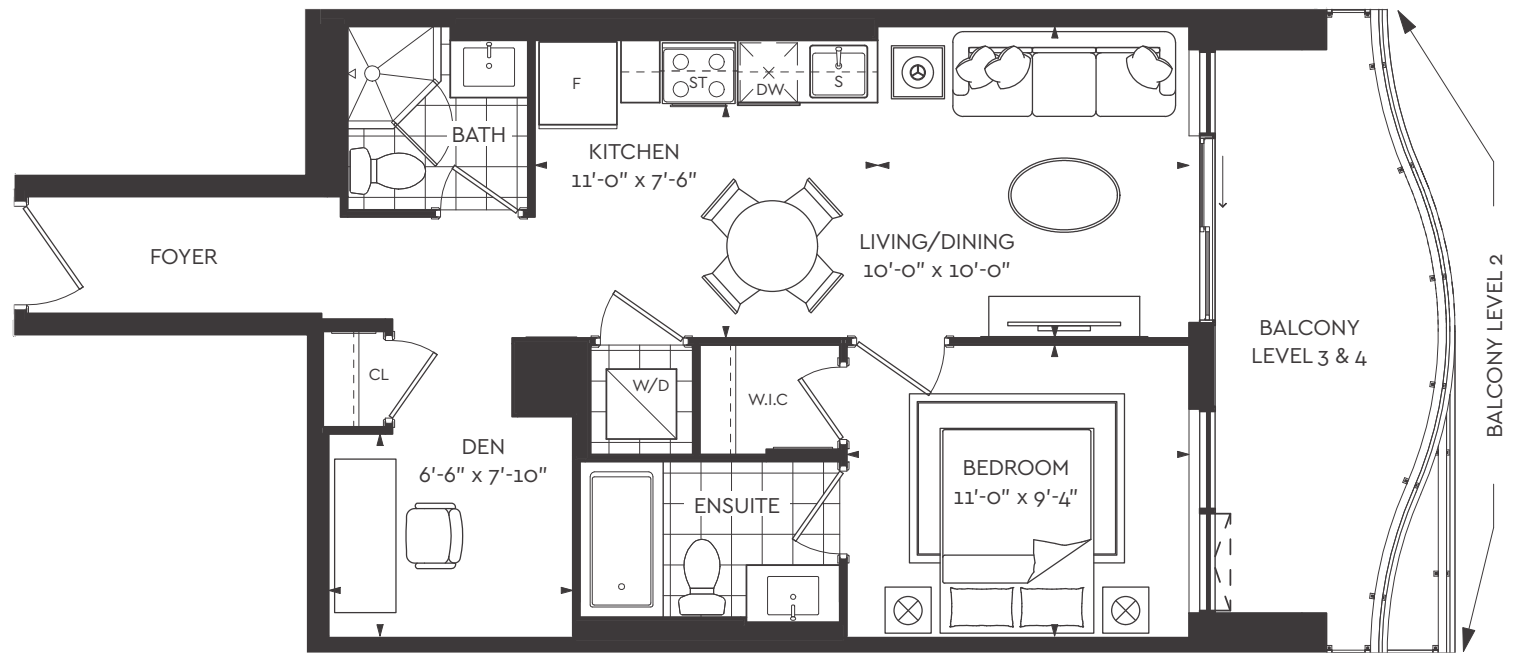 F
ST
DW
S
BATH
KITCHEN
11'-0" x 7'-6"
FOYER
LIVING/DINING
10'-0" x 10'-0"
BALCONY
LEVEL 3 & 4
BALCONY LEVEL 2
CL
W/D
W.I.C
DEN
6'-6" x 7'-10"
BEDROOM
11'-0" x 9'-4"
ENSUITE